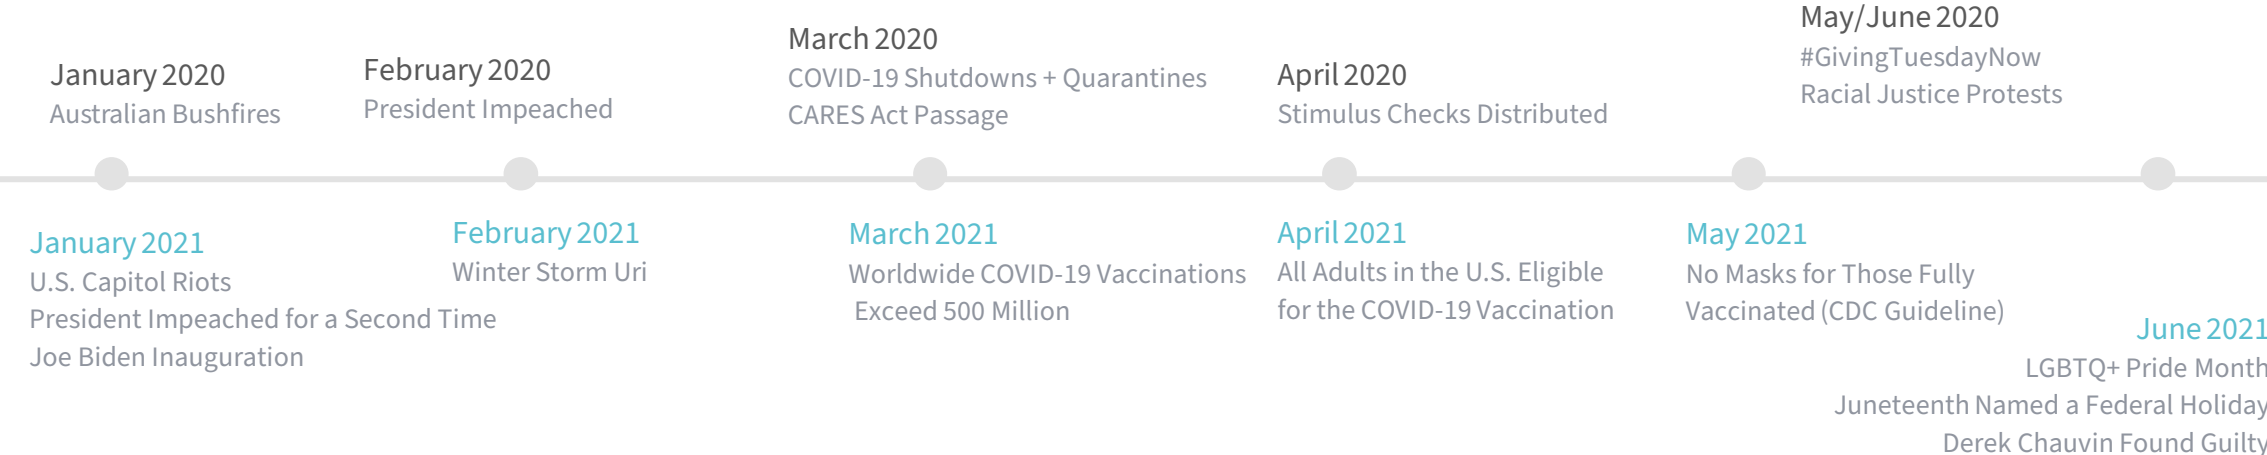 January 2020
Australian Bushfires
February 2020
President Impeached
March 2020
COVID-19 Shutdowns + Quarantines
CARES Act Passage
April 2020
Stimulus Checks Distributed
May/June 2020
#GivingTuesdayNow
Racial Justice Protests
January 2021
U.S. Capitol Riots
President Impeached for a Second Time
Joe Biden Inauguration
February 2021
Winter Storm Uri
March 2021
Worldwide COVID-19 Vaccinations
Exceed 500 Million
April 2021
All Adults in the U.S. Eligible
for the COVID-19 Vaccination
May 2021
No Masks for Those Fully
Vaccinated (CDC Guideline)
June 2021
LGBTQ+ Pride Month
Juneteenth Named a Federal Holiday
Derek Chauvin Found Guilty